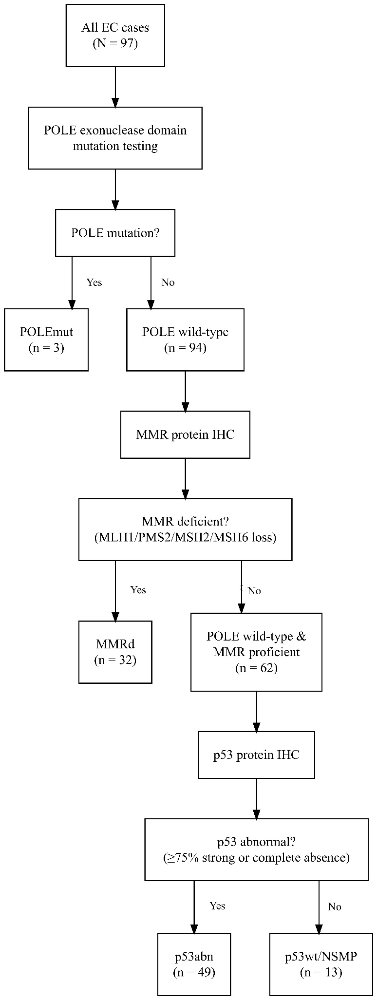 All EC cases
(N = 97)
POLE exonuclease domain
mutation testing
POLE mutation?
Yes
No
POLEmut
(n = 3)
POLE wild-type
(n = 94)
MMR protein IHC
MMR deficient?
(MLH1/PMS2/MSH2/MSH6 loss)
Yes
No
MMRd
(n = 32)
POLE wild-type &
MMR proficient
(n = 62)
p53 protein IHC
p53 abnormal?
(≥75% strong or complete absence)
Yes
No
p53abn
(n = 49)
p53wt/NSMP
(n = 13)